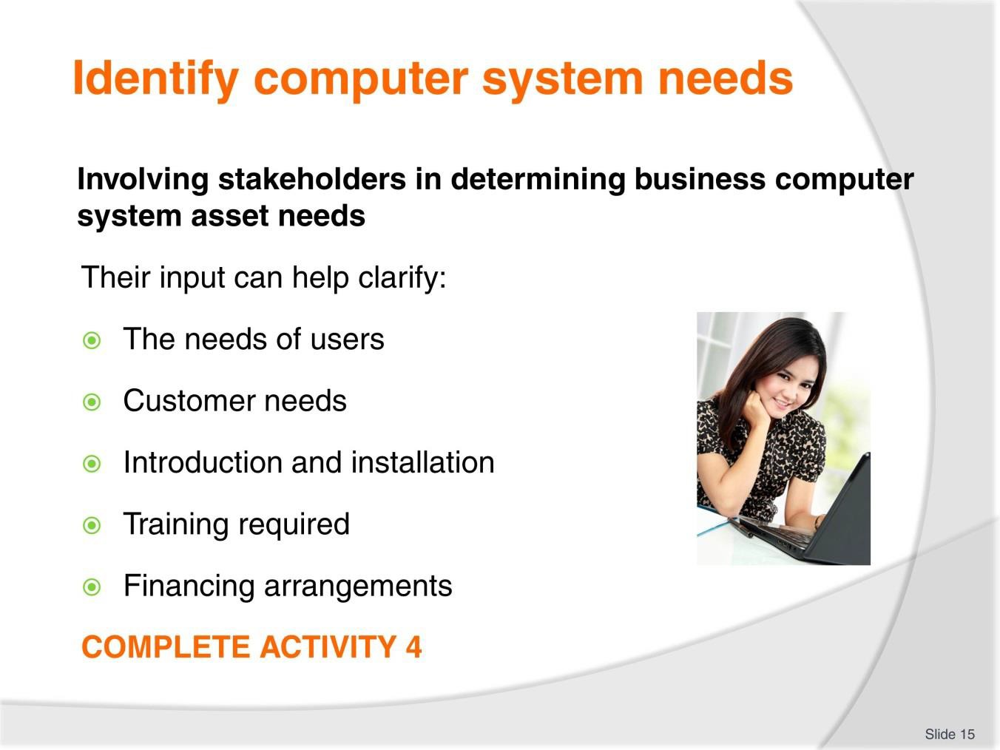 Identify computer system needs
Involving stakeholders in determining business computer
system asset needs
Their input can help clarify:
The needs of users
Customer needs
Introduction and installation
Training required
Financing arrangements
COMPLETE ACTIVITY 4
Slide 15